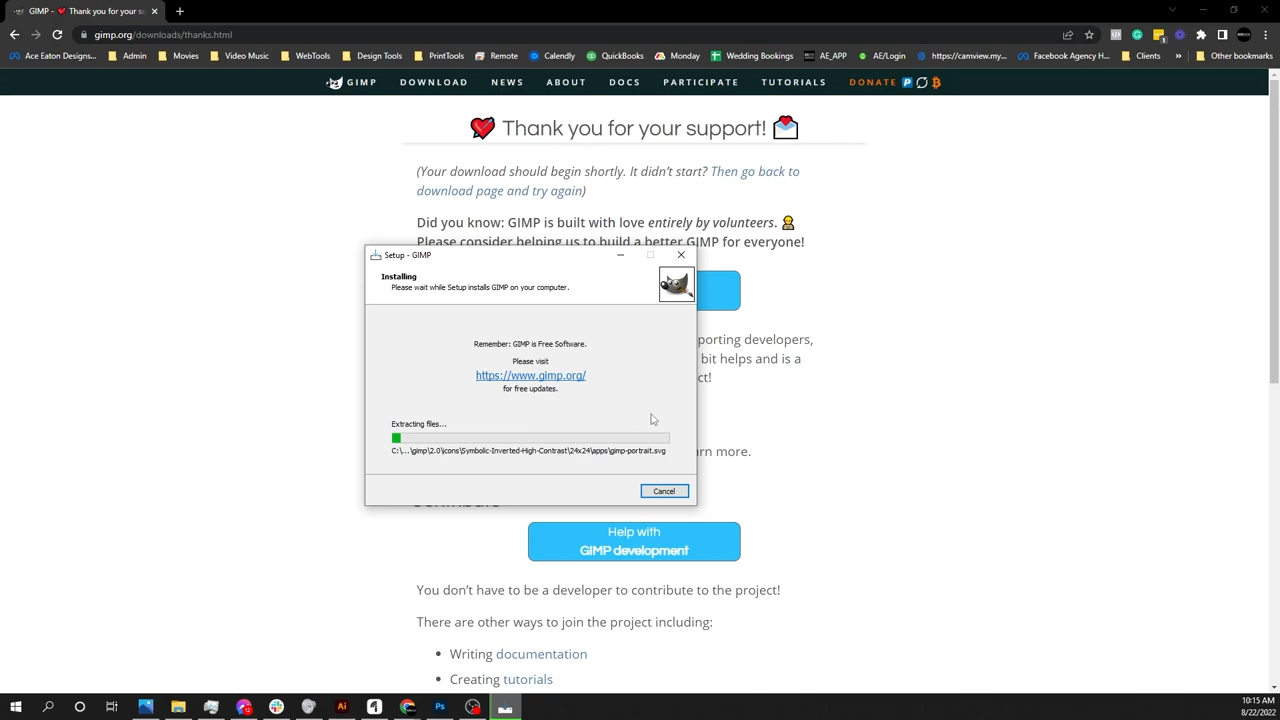 GIMP - ❤️ Thank you for your su
gimp.org/downloads/thanks.html
Ace Eaton Designs... Admin Video Music WebTools Design Tools PrintTools Remote Calendly QuickBooks Monday Wedding Bookings AE_APP AE/Login https://camview.my... Facebook Agency H... Clients » Other bookmarks
GIMP DOWNLOAD NEWS ABOUT DOCS PARTICIPATE TUTORIALS DONATE
Thank you for your support!
(Your download should begin shortly. It didn't start? Then go back to
download page and try again)
Did you know: GIMP is built with love entirely by volunteers.
Please consider helping us to build a better GIMP for everyone!
Setup - GIMP
Installing
Please wait while Setup installs GIMP on your computer.
Remember: GIMP is Free Software.
Please visit
https://www.gimp.org/
for free updates.
Extracting files...
C:\...\gimp\2.0\icons\Symbolic-Inverted-High-Contrast\24x24\apps\gimp-portrait.svg
Cancel
porting developers,
bit helps and is a
ct!
arn more.
Help with
GIMP development
You don't have to be a developer to contribute to the project!
There are other ways to join the project including:
• Writing documentation
• Creating tutorials
12
Ai
Ps
10:15 AM
8/22/2022